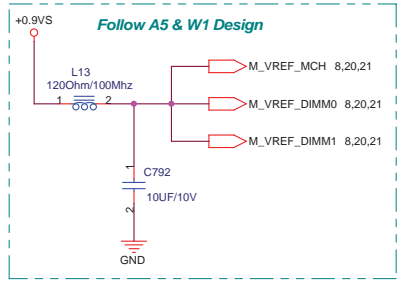 +0.9VS
Follow A5 & W1 Design
L13
120Ohm/100Mhz
1 2
M_VREF_MCH 8,20,21
M_VREF_DIMM0 8,20,21
M_VREF_DIMM1 8,20,21
1
C792
10UF/10V
2
GND